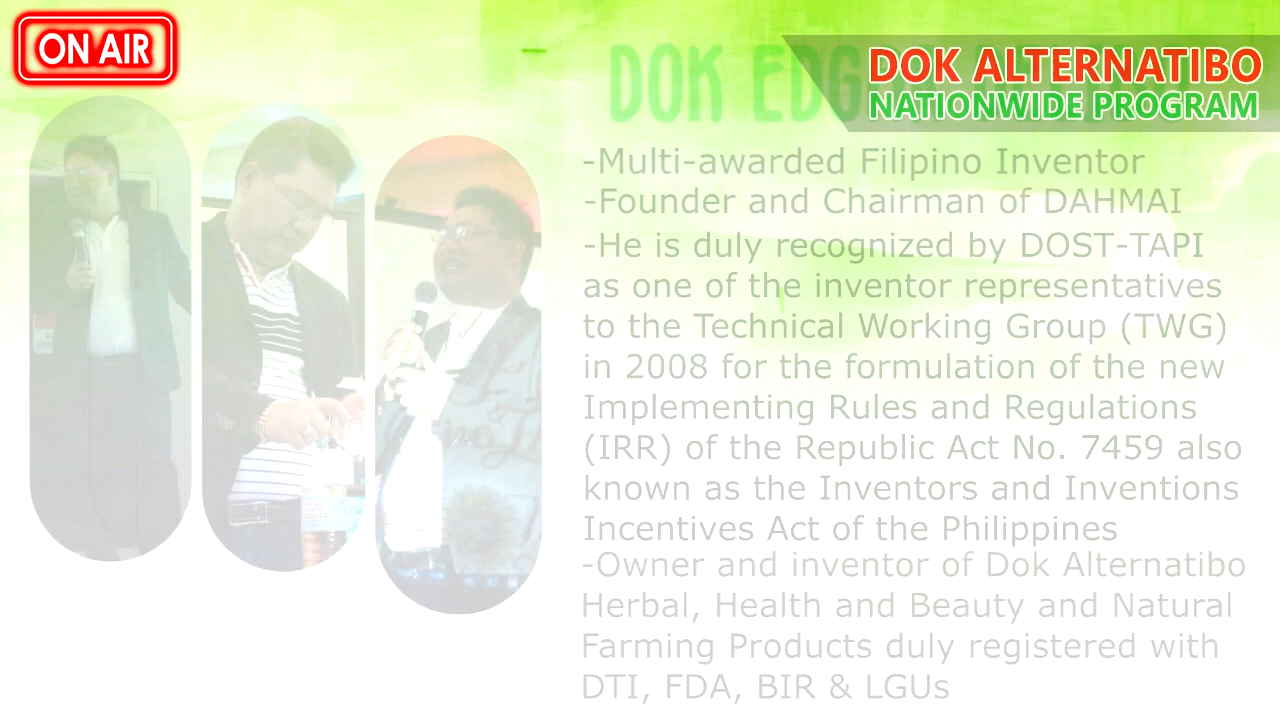 ON AIR
DOK ALTERNATIBO
NATIONWIDE PROGRAM
DOK
-Multi-awarded Filipino Inventor
-Founder and Chairman of DAHMAI
-He is duly recognized by DOST-TAPI
as one of the inventor representatives
to the Technical Working Group (TWG)
in 2008 for the formulation of the new
Implementing Rules and Regulations
(IRR) of the Republic Act No. 7459 also
known as the Inventors and Inventions
Incentives Act of the Philippines
-Owner and inventor of Dok Alternatibo
Herbal, Health and Beauty and Natural
Farming Products duly registered with
DTI, FDA, BIR & LGUs